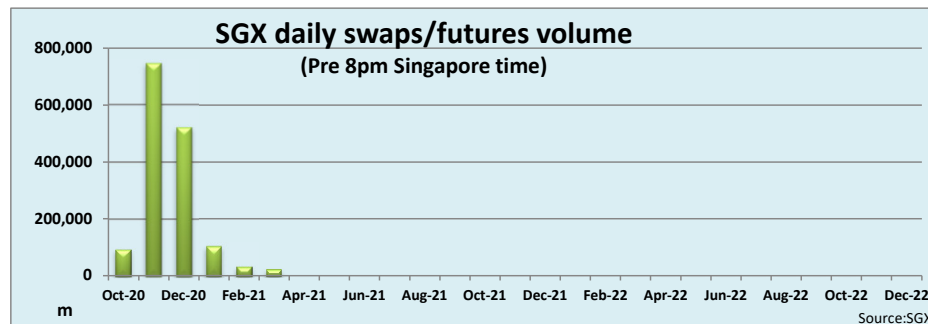 SGX daily swaps/futures volume
(Pre 8pm Singapore time)
800,000
600,000
400,000
200,000
0
Oct-20 Dec-20 Feb-21 Apr-21 Jun-21 Aug-21 Oct-21 Dec-21 Feb-22 Apr-22 Jun-22 Aug-22 Oct-22 Dec-22
m
Source:SGX